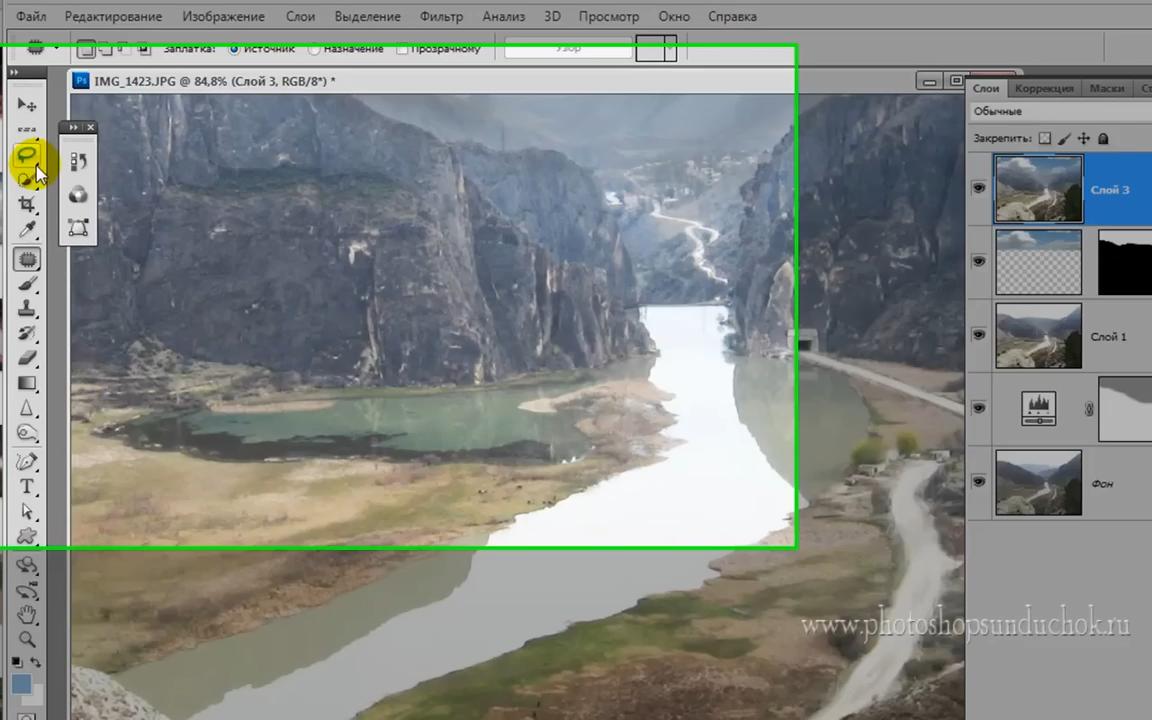 Файл Редактирование Изображение Слои Выделение Фильтр Анализ 3D Просмотр Окно Справка
Заплатка: Источник Назначение Прозрачному Узор
IMG_1423.JPG @ 84,8% (Слой 3, RGB/8*) *
Слои Коррекция Маски
Обычные
Закрепить:
Слой 3
Слой 1
Фон
www.photoshopsunduchok.ru